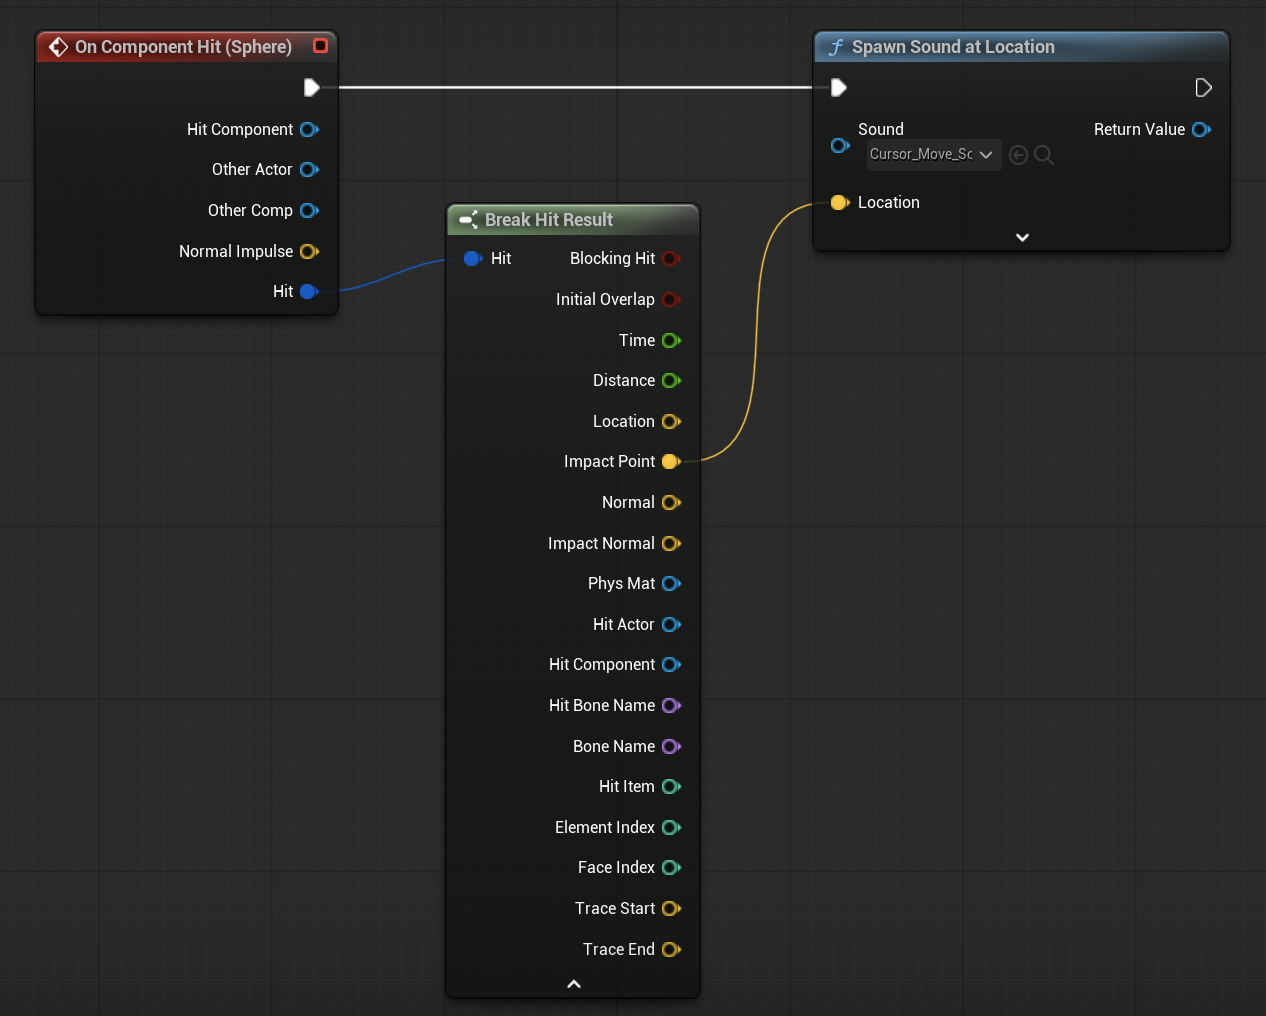 On Component Hit (Sphere)
Hit Component
Other Actor
Other Comp
Normal Impulse
Hit
Break Hit Result
Hit
Blocking Hit
Initial Overlap
Time
Distance
Location
Impact Point
Normal
Impact Normal
Phys Mat
Hit Actor
Hit Component
Hit Bone Name
Bone Name
Hit Item
Element Index
Face Index
Trace Start
Trace End
f Spawn Sound at Location
Sound
Cursor_Move_Sc
Return Value
Location